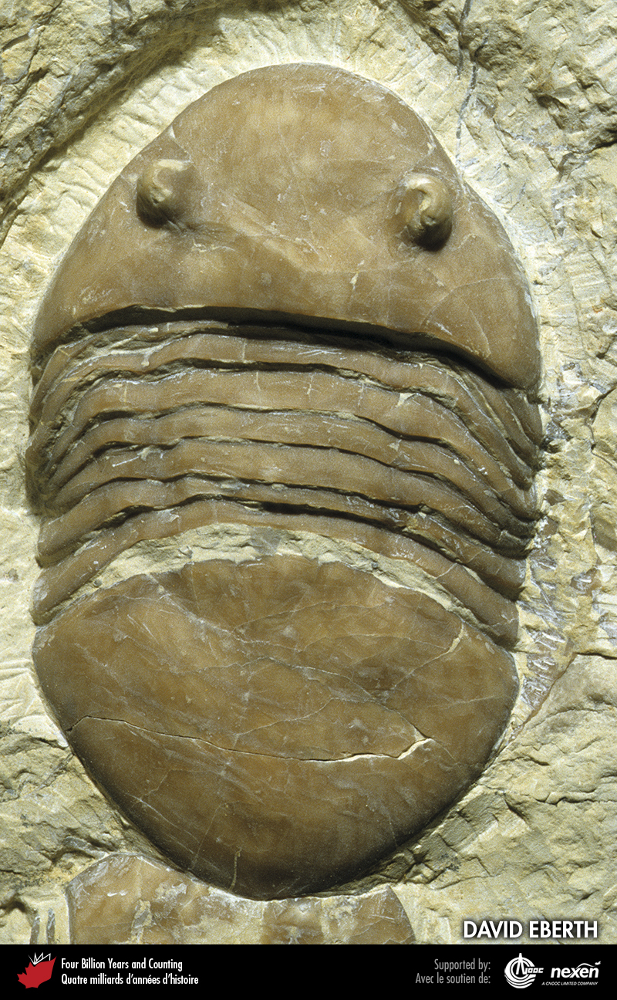 DAVID EBERTH
Four Billion Years and Counting
Quatre milliards d'années d'histoire
Supported by:
Avec le soutien de:
CNOOC
nexen
A CNOOC LIMITED COMPANY